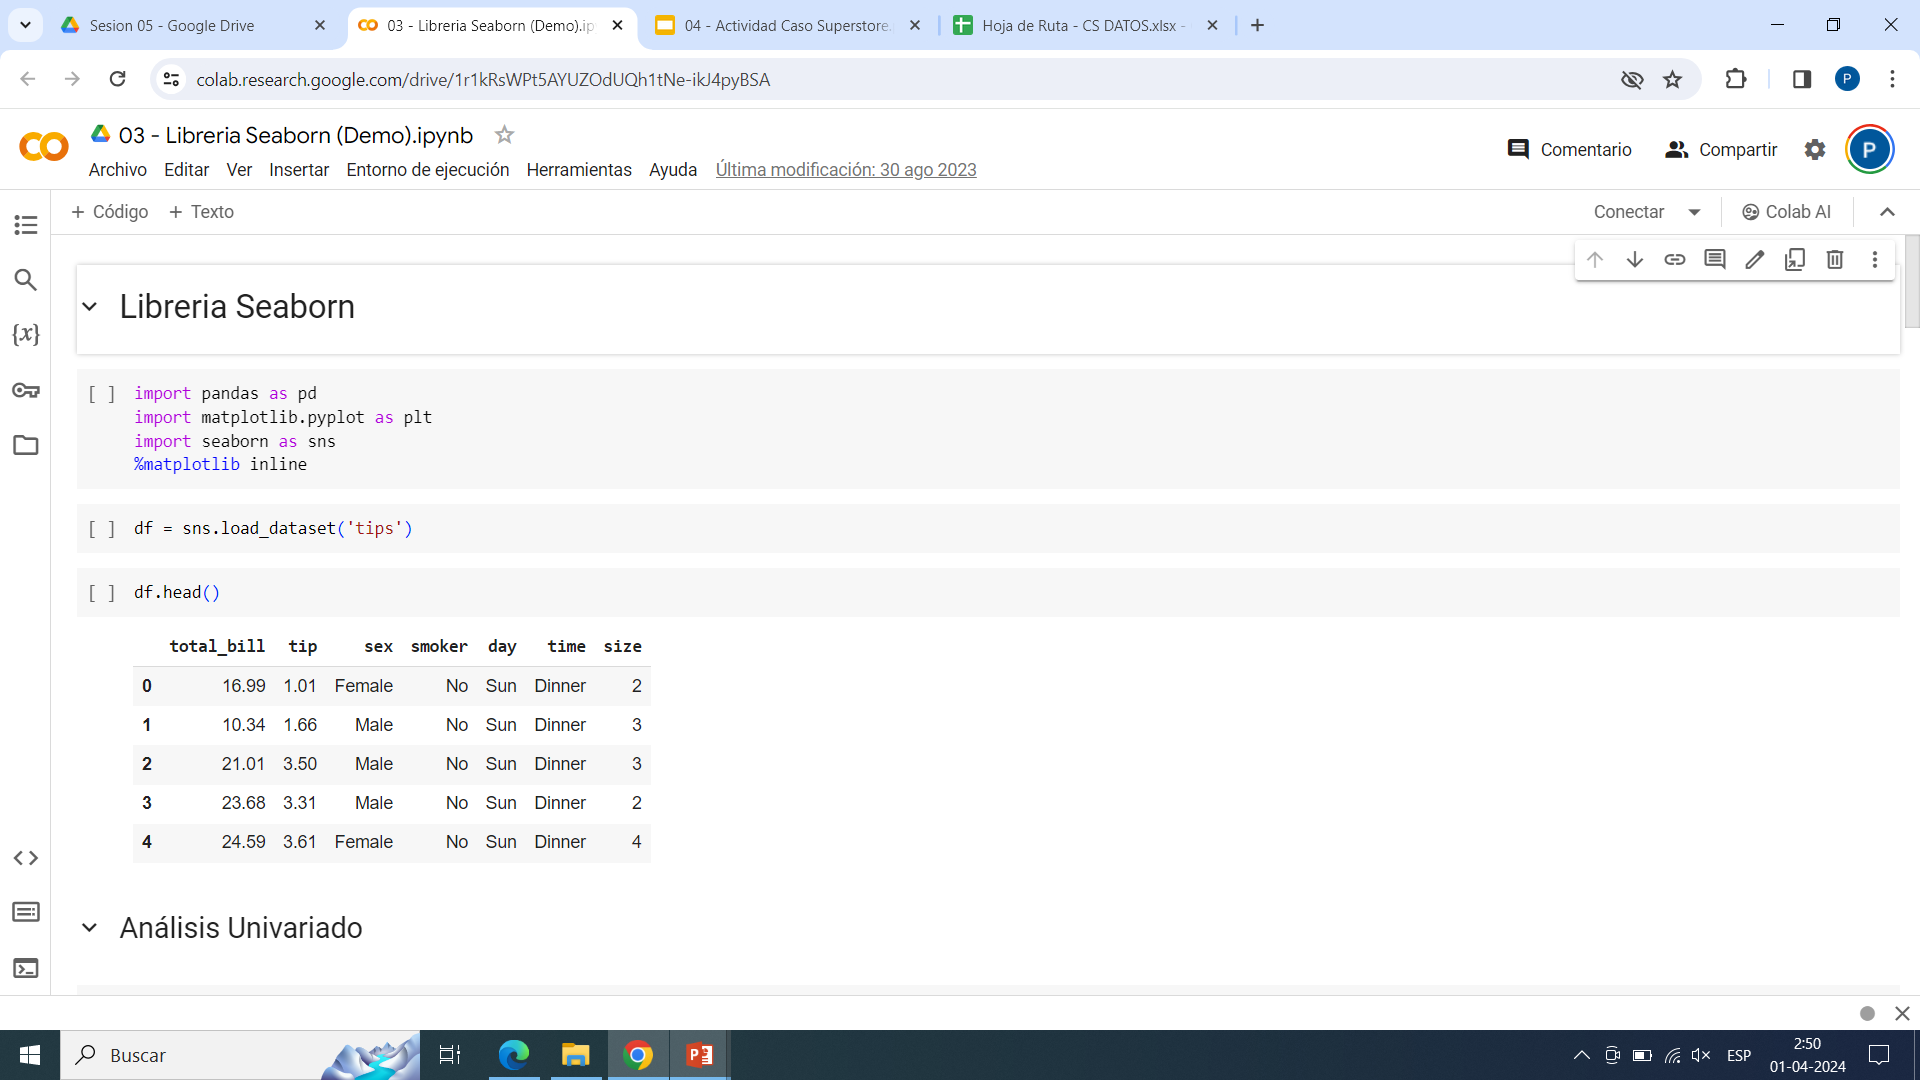 Sesion 05 - Google Drive
03 - Libreria Seaborn (Demo).ip
04 - Actividad Caso Superstore.
Hoja de Ruta - CS DATOS.xlsx -
colab.research.google.com/drive/1r1kRsWPt5AYUZOdUQh1tNe-ikJ4pyBSA
P
03 - Libreria Seaborn (Demo).ipynb
Archivo Editar Ver Insertar Entorno de ejecución Herramientas Ayuda Última modificación: 30 ago 2023
Comentario Compartir P
+ Código + Texto
Conectar Colab AI
Libreria Seaborn
[ ] import pandas as pd
import matplotlib.pyplot as plt
import seaborn as sns
%matplotlib inline
[ ] df = sns.load_dataset('tips')
[ ] df.head()
total_bill tip sex smoker day time size
0 16.99 1.01 Female No Sun Dinner 2
1 10.34 1.66 Male No Sun Dinner 3
2 21.01 3.50 Male No Sun Dinner 3
3 23.68 3.31 Male No Sun Dinner 2
4 24.59 3.61 Female No Sun Dinner 4
Análisis Univariado
{x}
Buscar
ESP
2:50
01-04-2024